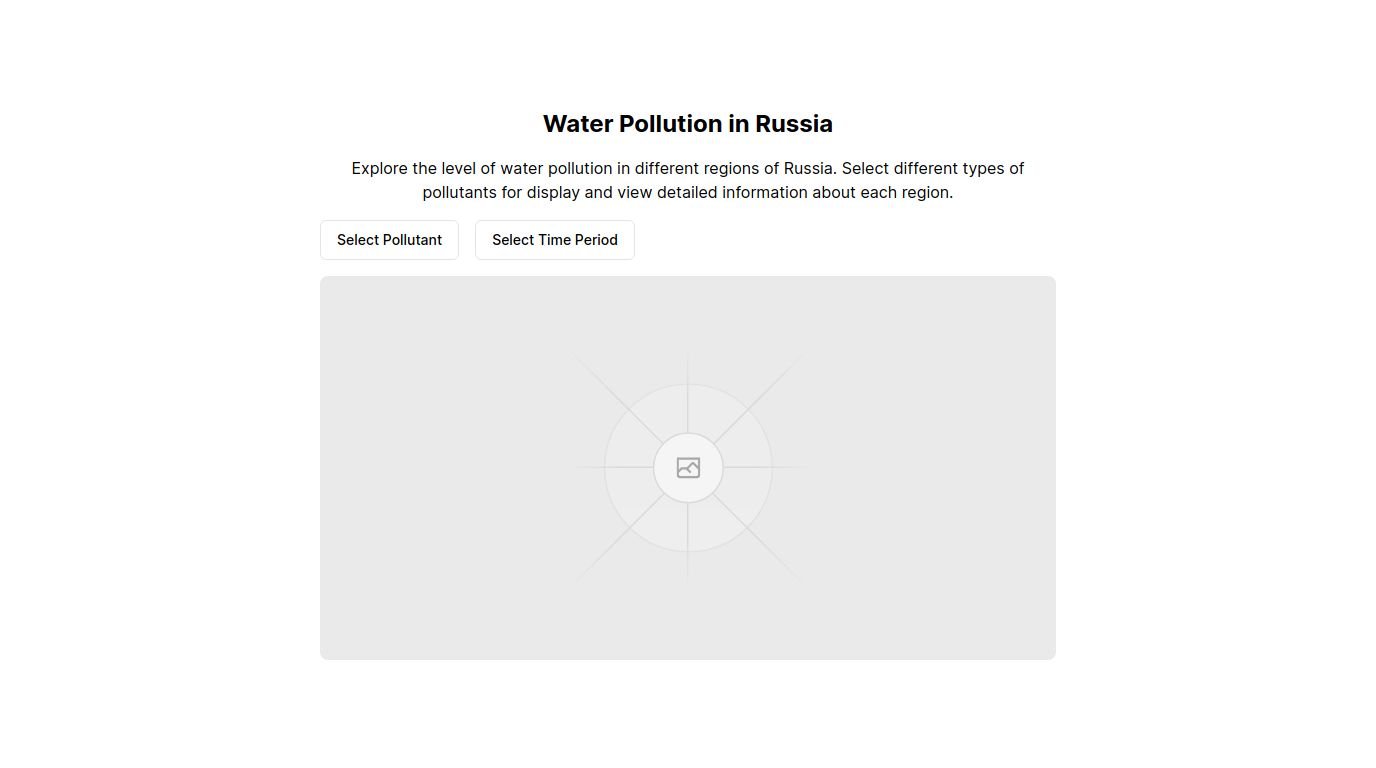 Water Pollution in Russia
Explore the level of water pollution in different regions of Russia. Select different types of
pollutants for display and view detailed information about each region.
Select Pollutant
Select Time Period